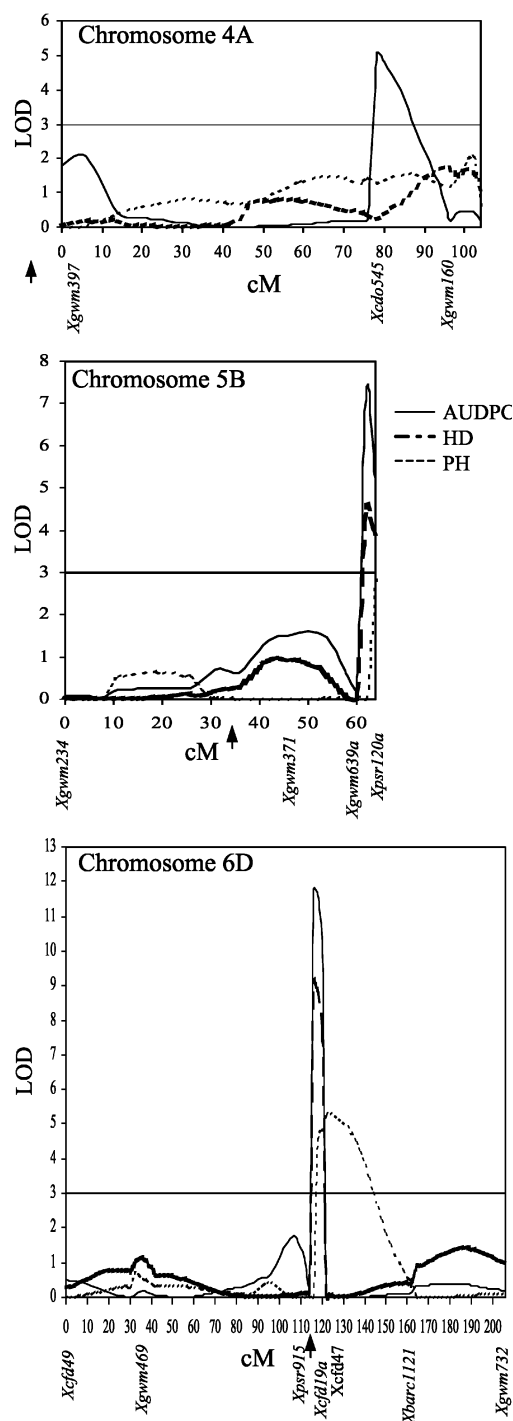 Chromosome 4A
6
5
4
3
2
1
0
LOD
0 10 20 30 40 50 60 70 80 90 100
cM
Xgwm397 Xcdo545 Xgwm160
Chromosome 5B
8
7
6
5
4
3
2
1
0
LOD
AUDPC
HD
PH
0 10 20 30 40 50 60
cM
Xgwm234 Xgwm371 Xgwm639a Xpsr120a
Chromosome 6D
13
12
11
10
9
8
7
6
5
4
3
2
1
0
LOD
0 10 20 30 40 50 60 70 80 90 100 110 120 130 140 150 160 170 180 190 200
cM
Xcfd49 Xgwm469 Xpsr915 Xcfd19a Xcfd47 Xbarc1121 Xgwm732